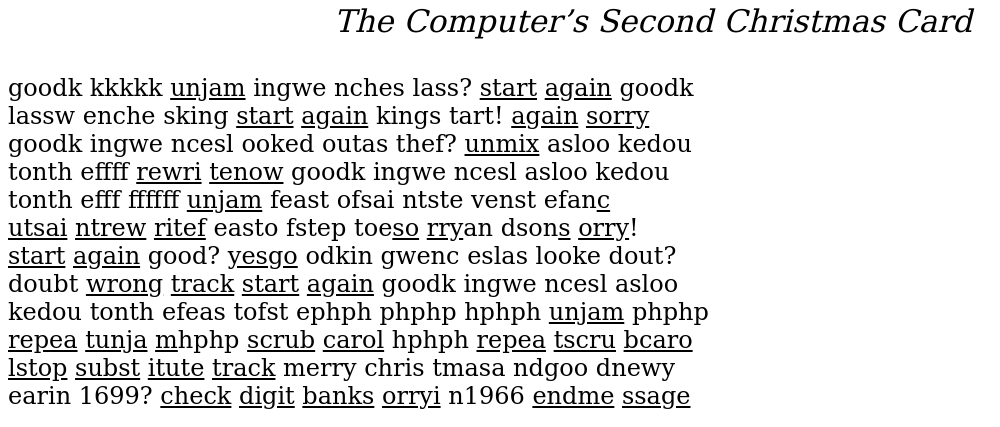 The Computer’s Second Christmas Card
goodk kkkkk unjam ingwe nches lass? start again goodk
lassw enche sking start again kings tart! again sorry
goodk ingwe ncesl ooked outas thef? unmix asloo kedou
tonth effff rewri tenow goodk ingwe ncesl asloo kedou
tonth efff ffffff unjam feast ofsai ntste venst efanc
utsai ntrew ritef easto fstep toeso rryan dsons orry!
start again good? yesgo odkin gwenc eslas looke dout?
doubt wrong track start again goodk ingwe ncesl asloo
kedou tonth efeas tofst ephph phphp hphph unjam phphp
repea tunja mhphp scrub carol hphph repea tscru bcaro
lstop subst itute track merry chris tmasa ndgoo dnewy
earin 1699? check digit banks orryi n1966 endme ssage